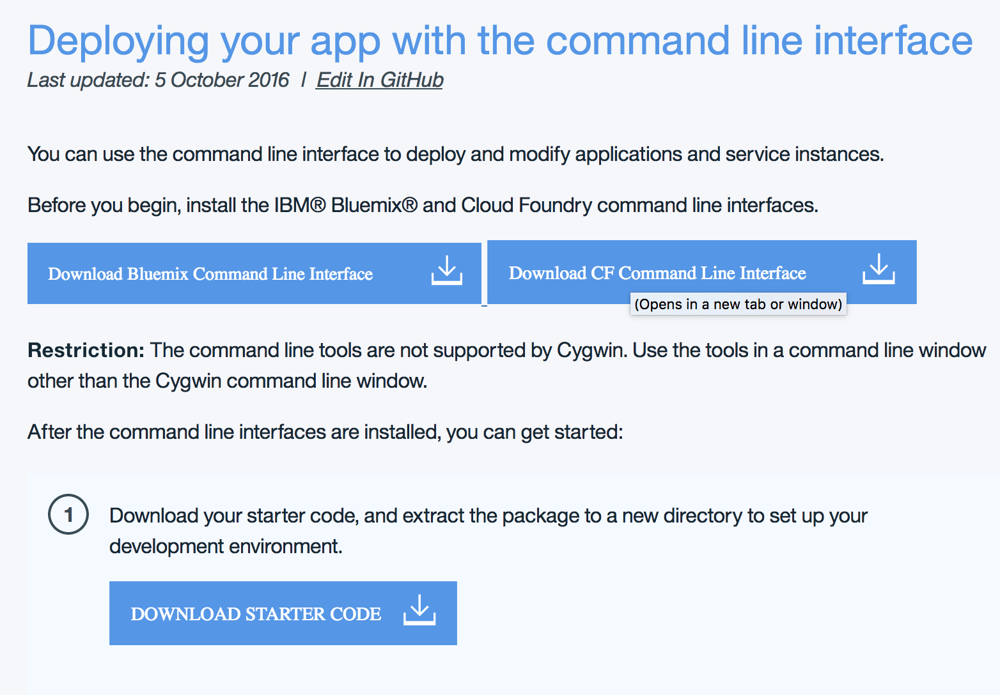 Deploying your app with the command line interface
Last updated: 5 October 2016 | Edit In GitHub
You can use the command line interface to deploy and modify applications and service instances.
Before you begin, install the IBM® Bluemix® and Cloud Foundry command line interfaces.
Download Bluemix Command Line Interface
Download CF Command Line Interface
(Opens in a new tab or window)
Restriction: The command line tools are not supported by Cygwin. Use the tools in a command line window
other than the Cygwin command line window.
After the command line interfaces are installed, you can get started:
1
Download your starter code, and extract the package to a new directory to set up your
development environment.
DOWNLOAD STARTER CODE